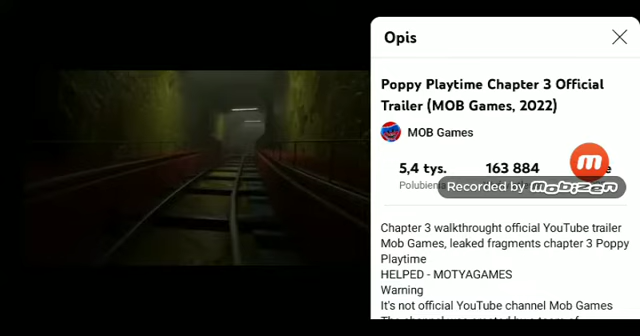 Opis
Poppy Playtime Chapter 3 Official
Trailer (MOB Games, 2022)
MOB Games
5,4 tys.
163 884
Polubienia
Recorded by mobizen
Chapter 3 walkthrought official YouTube trailer
Mob Games, leaked fragments chapter 3 Poppy
Playtime
HELPED - MOTYAGAMES
Warning
It's not official YouTube channel Mob Games